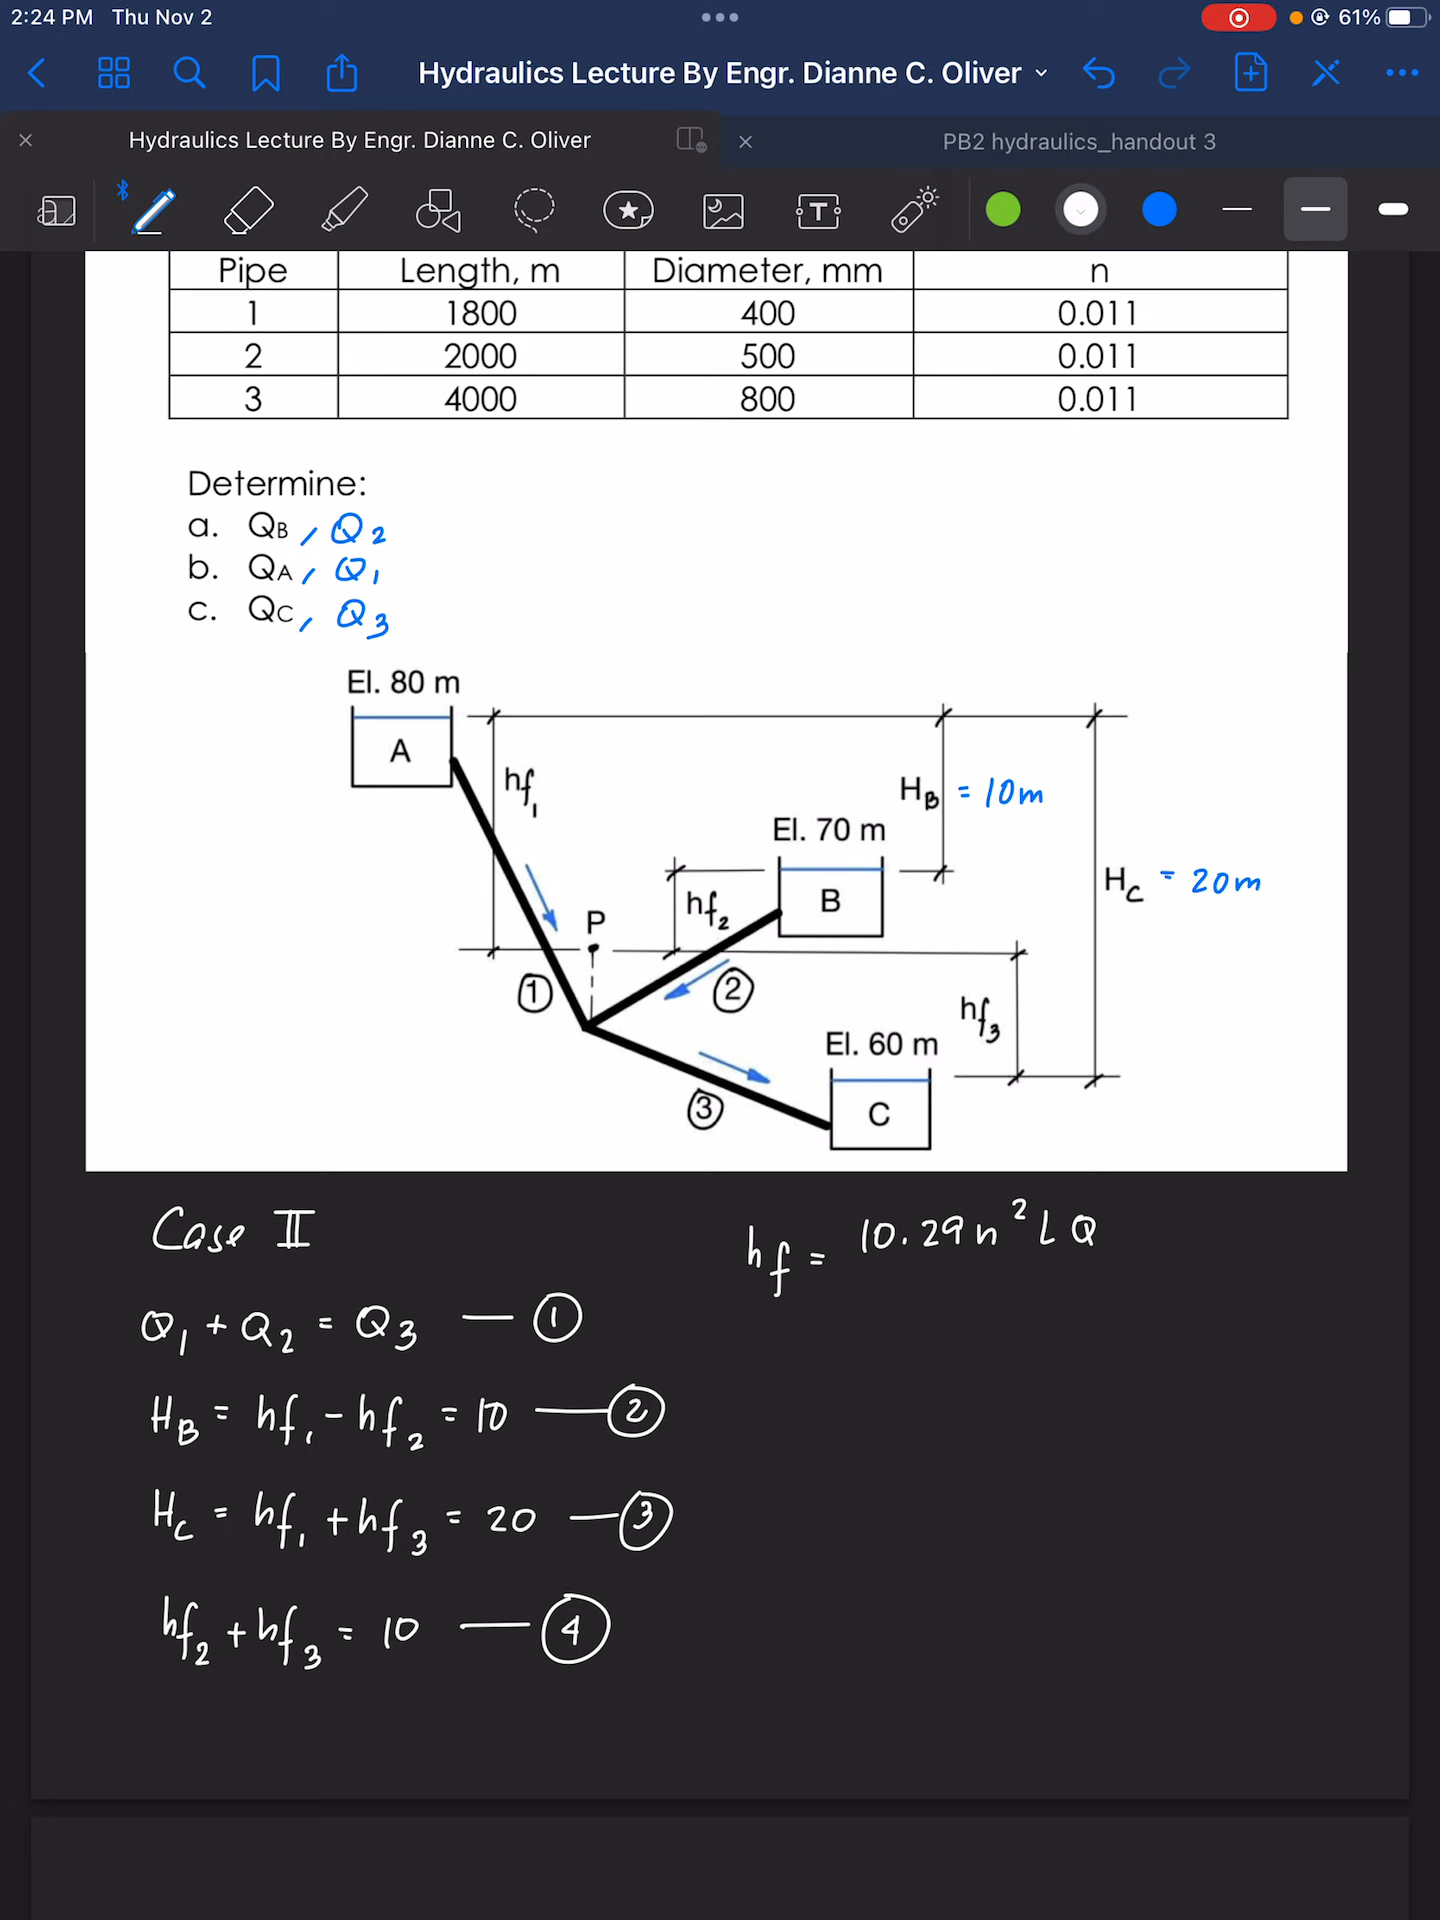 2:24 PM Thu Nov 2
61%
Hydraulics Lecture By Engr. Dianne C. Oliver
Hydraulics Lecture By Engr. Dianne C. Oliver
PB2 hydraulics_handout 3
Pipe Length, m Diameter, mm n
1 1800 400 0.011
2 2000 500 0.011
3 4000 800 0.011
Determine:
a. QB, Q2
b. QA, Q1
c. QC, Q3
El. 80 m
A
hf1
HB = 10m
El. 70 m
B
hf2
HC = 20m
P
1
2
hf3
El. 60 m
C
3
Case II
hf = 10.29n²LQ
Q1 + Q2 = Q3 — 1
HB = hf1 - hf2 = 10 — 2
HC = hf1 + hf3 = 20 — 3
hf2 + hf3 = 10 — 4